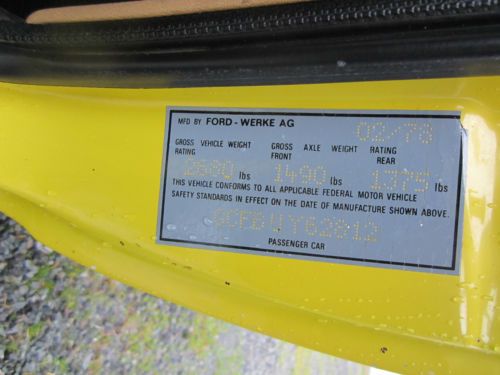 MFD BY FORD-WERKE AG 02/78
GROSS VEHICLE WEIGHT GROSS AXLE WEIGHT RATING
RATING FRONT REAR
2680 lbs 1490 lbs 1375 lbs
THIS VEHICLE CONFORMS TO ALL APPLICABLE FEDERAL MOTOR VEHICLE
SAFETY STANDARDS IN EFFECT ON THE DATE OF MANUFACTURE SHOWN ABOVE.
PASSENGER CAR